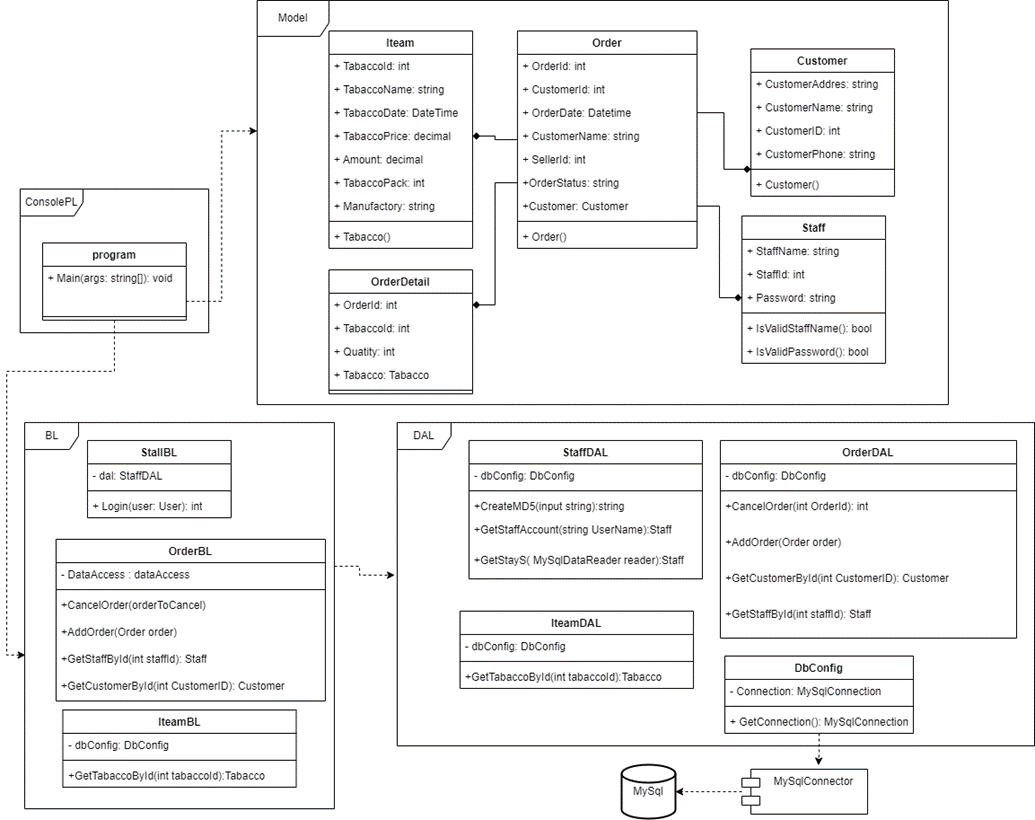 Model
Iteam
+ TabaccoId: int
+ TabaccoName: string
+ TabaccoDate: DateTime
+ TabaccoPrice: decimal
+ Amount: decimal
+ TabaccoPack: int
+ Manufactory: string
+ Tabacco()
Order
+ OrderId: int
+ CustomerId: int
+ OrderDate: Datetime
+ CustomerName: string
+ SellerId: int
+OrderStatus: string
+Customer: Customer
+ Order()
Customer
+ CustomerAddres: string
+ CustomerName: string
+ CustomerID: int
+ CustomerPhone: string
+ Customer()
Staff
+ StaffName: string
+ StaffId: int
+ Password: string
+ IsValidStaffName(): bool
+ IsValidPassword(): bool
OrderDetail
+ OrderId: int
+ TabaccoId: int
+ Quatity: int
+ Tabacco: Tabacco
ConsolePL
program
+ Main(args: string[]): void
BL
StallBL
- dal: StaffDAL
+ Login(user: User): int
OrderBL
- DataAccess : dataAccess
+CancelOrder(orderToCancel)
+AddOrder(Order order)
+GetStaffById(int staffId): Staff
+GetCustomerById(int CustomerID): Customer
IteamBL
- dbConfig: DbConfig
+GetTabaccoById(int tabaccoId):Tabacco
DAL
StaffDAL
- dbConfig: DbConfig
+CreateMD5(input string):string
+GetStaffAccount(string UserName):Staff
+GetStayS( MySqlDataReader reader):Staff
OrderDAL
- dbConfig: DbConfig
+CancelOrder(int OrderId): int
+AddOrder(Order order)
+GetCustomerById(int CustomerID): Customer
+GetStaffById(int staffId): Staff
IteamDAL
- dbConfig: DbConfig
+GetTabaccoById(int tabaccoId):Tabacco
DbConfig
- Connection: MySqlConnection
+ GetConnection(): MySqlConnection
MySqlConnector
MySql